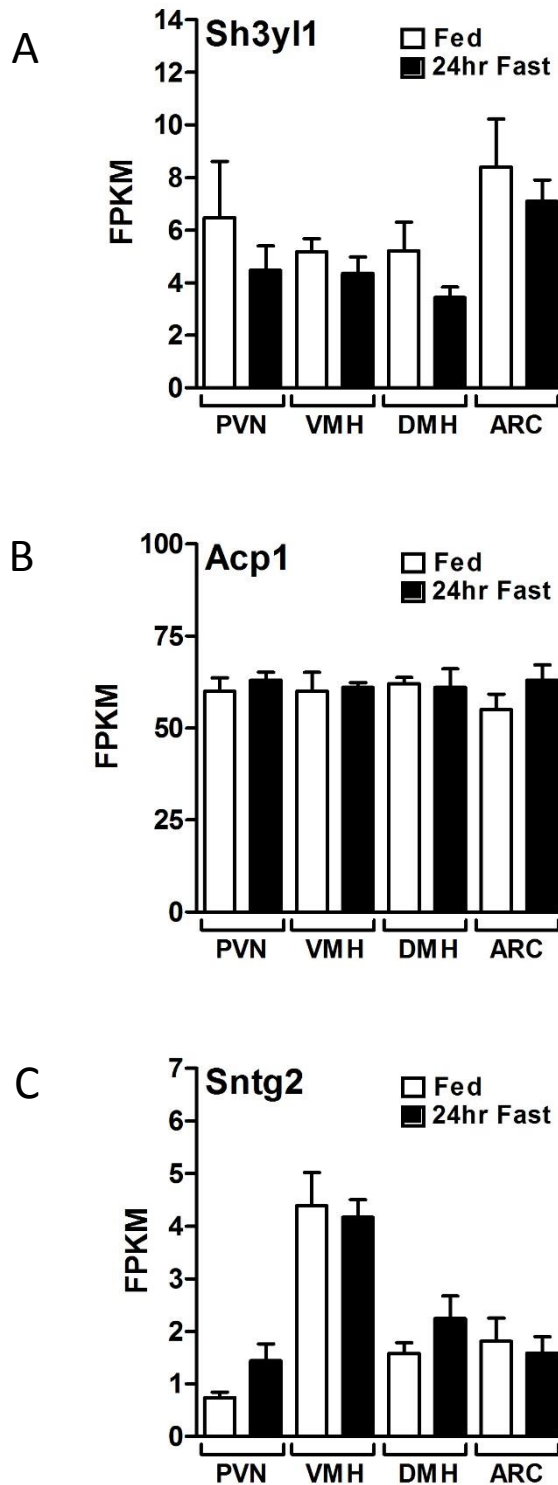 A
Sh3yl1
Fed
24hr Fast
FPKM
14
12
10
8
6
4
2
0
PVN VMH DMH ARC
B
Acp1
Fed
24hr Fast
FPKM
100
75
50
25
0
PVN VMH DMH ARC
C
Sntg2
Fed
24hr Fast
FPKM
7
6
5
4
3
2
1
0
PVN VMH DMH ARC